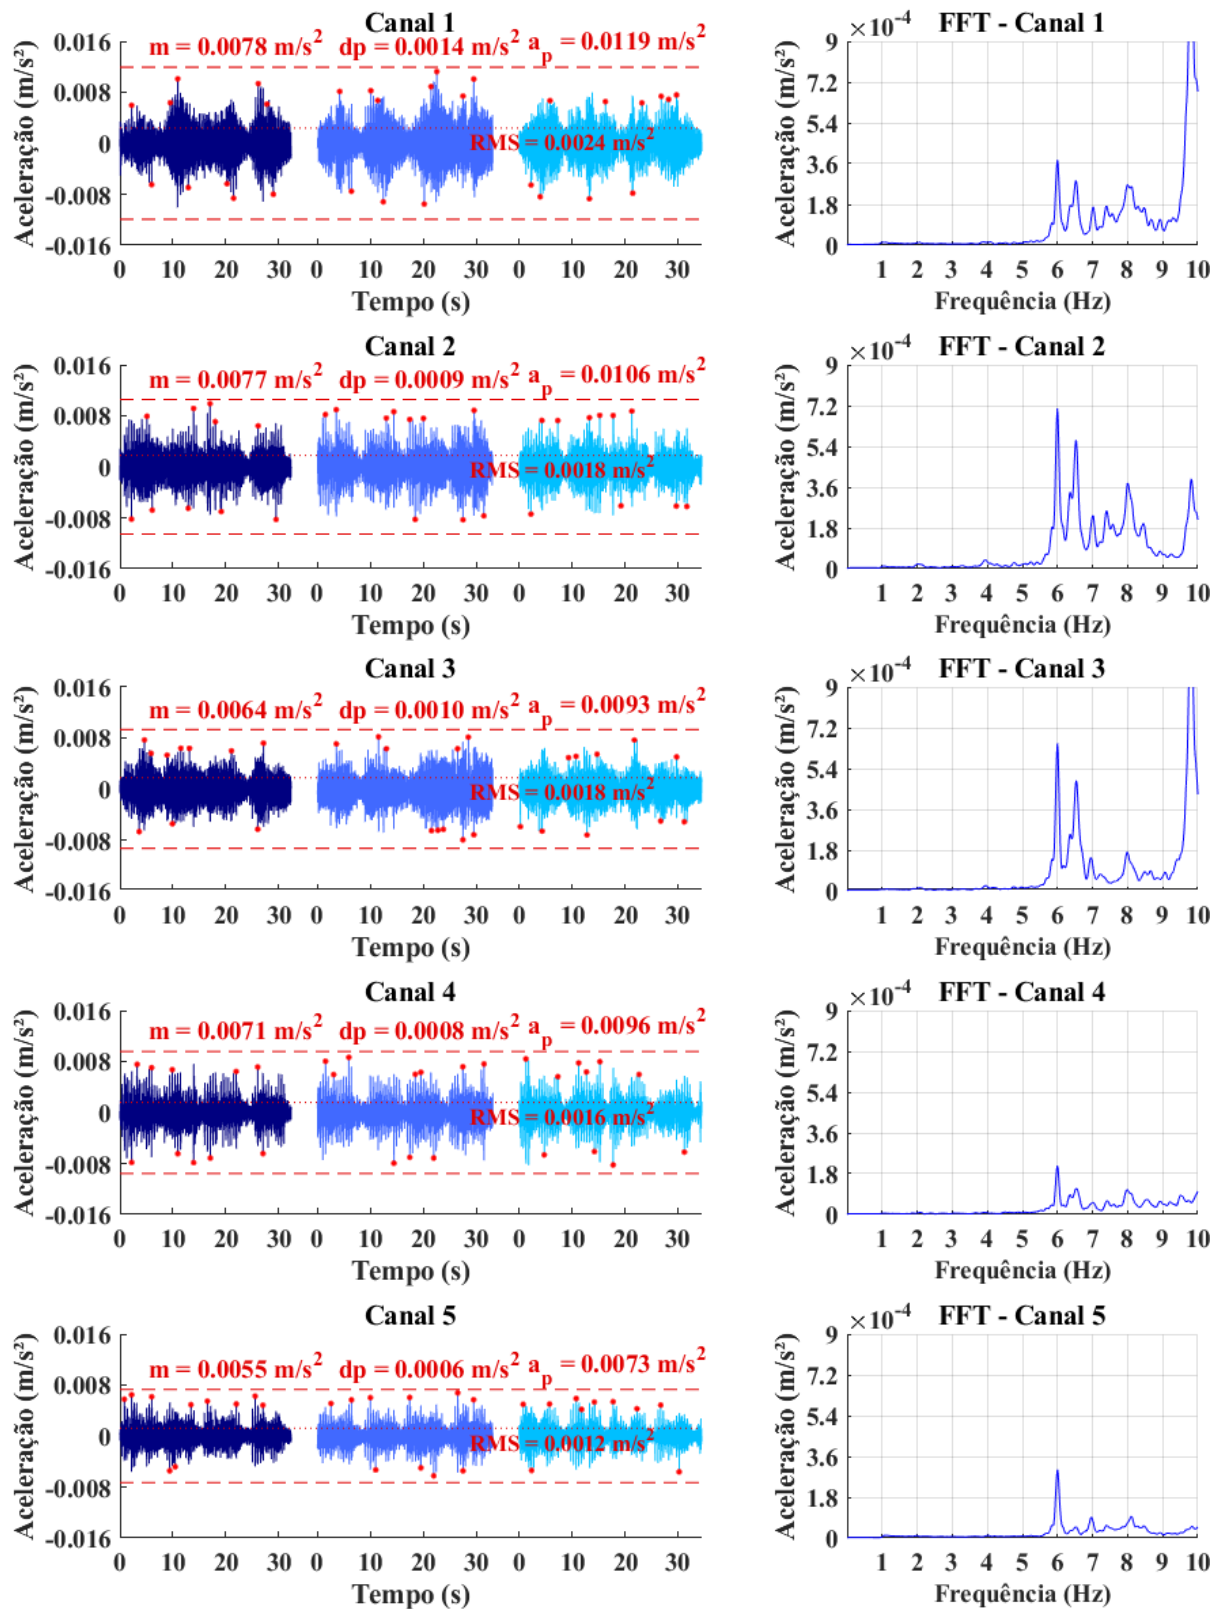 Canal 1
m = 0.0078 m/s² dp = 0.0014 m/s² aₚ = 0.0119 m/s²
0.016
0.008
0
-0.008
-0.016
Aceleração (m/s²)
RMS = 0.0024 m/s²
0 10 20 30 0 10 20 30 0 10 20 30
Tempo (s)
×10⁻⁴ FFT - Canal 1
9
7.2
5.4
3.6
1.8
0
Aceleração (m/s²)
1 2 3 4 5 6 7 8 9 10
Frequência (Hz)
Canal 2
m = 0.0077 m/s² dp = 0.0009 m/s² aₚ = 0.0106 m/s²
0.016
0.008
0
-0.008
-0.016
Aceleração (m/s²)
RMS = 0.0018 m/s²
0 10 20 30 0 10 20 30 0 10 20 30
Tempo (s)
×10⁻⁴ FFT - Canal 2
9
7.2
5.4
3.6
1.8
0
Aceleração (m/s²)
1 2 3 4 5 6 7 8 9 10
Frequência (Hz)
Canal 3
m = 0.0064 m/s² dp = 0.0010 m/s² aₚ = 0.0093 m/s²
0.016
0.008
0
-0.008
-0.016
Aceleração (m/s²)
RMS = 0.0018 m/s²
0 10 20 30 0 10 20 30 0 10 20 30
Tempo (s)
×10⁻⁴ FFT - Canal 3
9
7.2
5.4
3.6
1.8
0
Aceleração (m/s²)
1 2 3 4 5 6 7 8 9 10
Frequência (Hz)
Canal 4
m = 0.0071 m/s² dp = 0.0008 m/s² aₚ = 0.0096 m/s²
0.016
0.008
0
-0.008
-0.016
Aceleração (m/s²)
RMS = 0.0016 m/s²
0 10 20 30 0 10 20 30 0 10 20 30
Tempo (s)
×10⁻⁴ FFT - Canal 4
9
7.2
5.4
3.6
1.8
0
Aceleração (m/s²)
1 2 3 4 5 6 7 8 9 10
Frequência (Hz)
Canal 5
m = 0.0055 m/s² dp = 0.0006 m/s² aₚ = 0.0073 m/s²
0.016
0.008
0
-0.008
-0.016
Aceleração (m/s²)
RMS = 0.0012 m/s²
0 10 20 30 0 10 20 30 0 10 20 30
Tempo (s)
×10⁻⁴ FFT - Canal 5
9
7.2
5.4
3.6
1.8
0
Aceleração (m/s²)
1 2 3 4 5 6 7 8 9 10
Frequência (Hz)